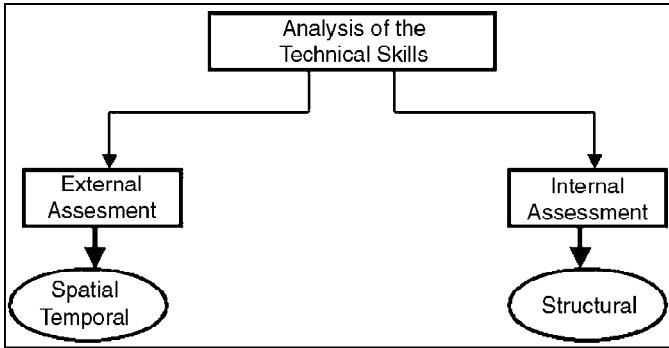 Analysis of the
Technical Skills
External
Assesment
Internal
Assessment
Spatial
Temporal
Structural